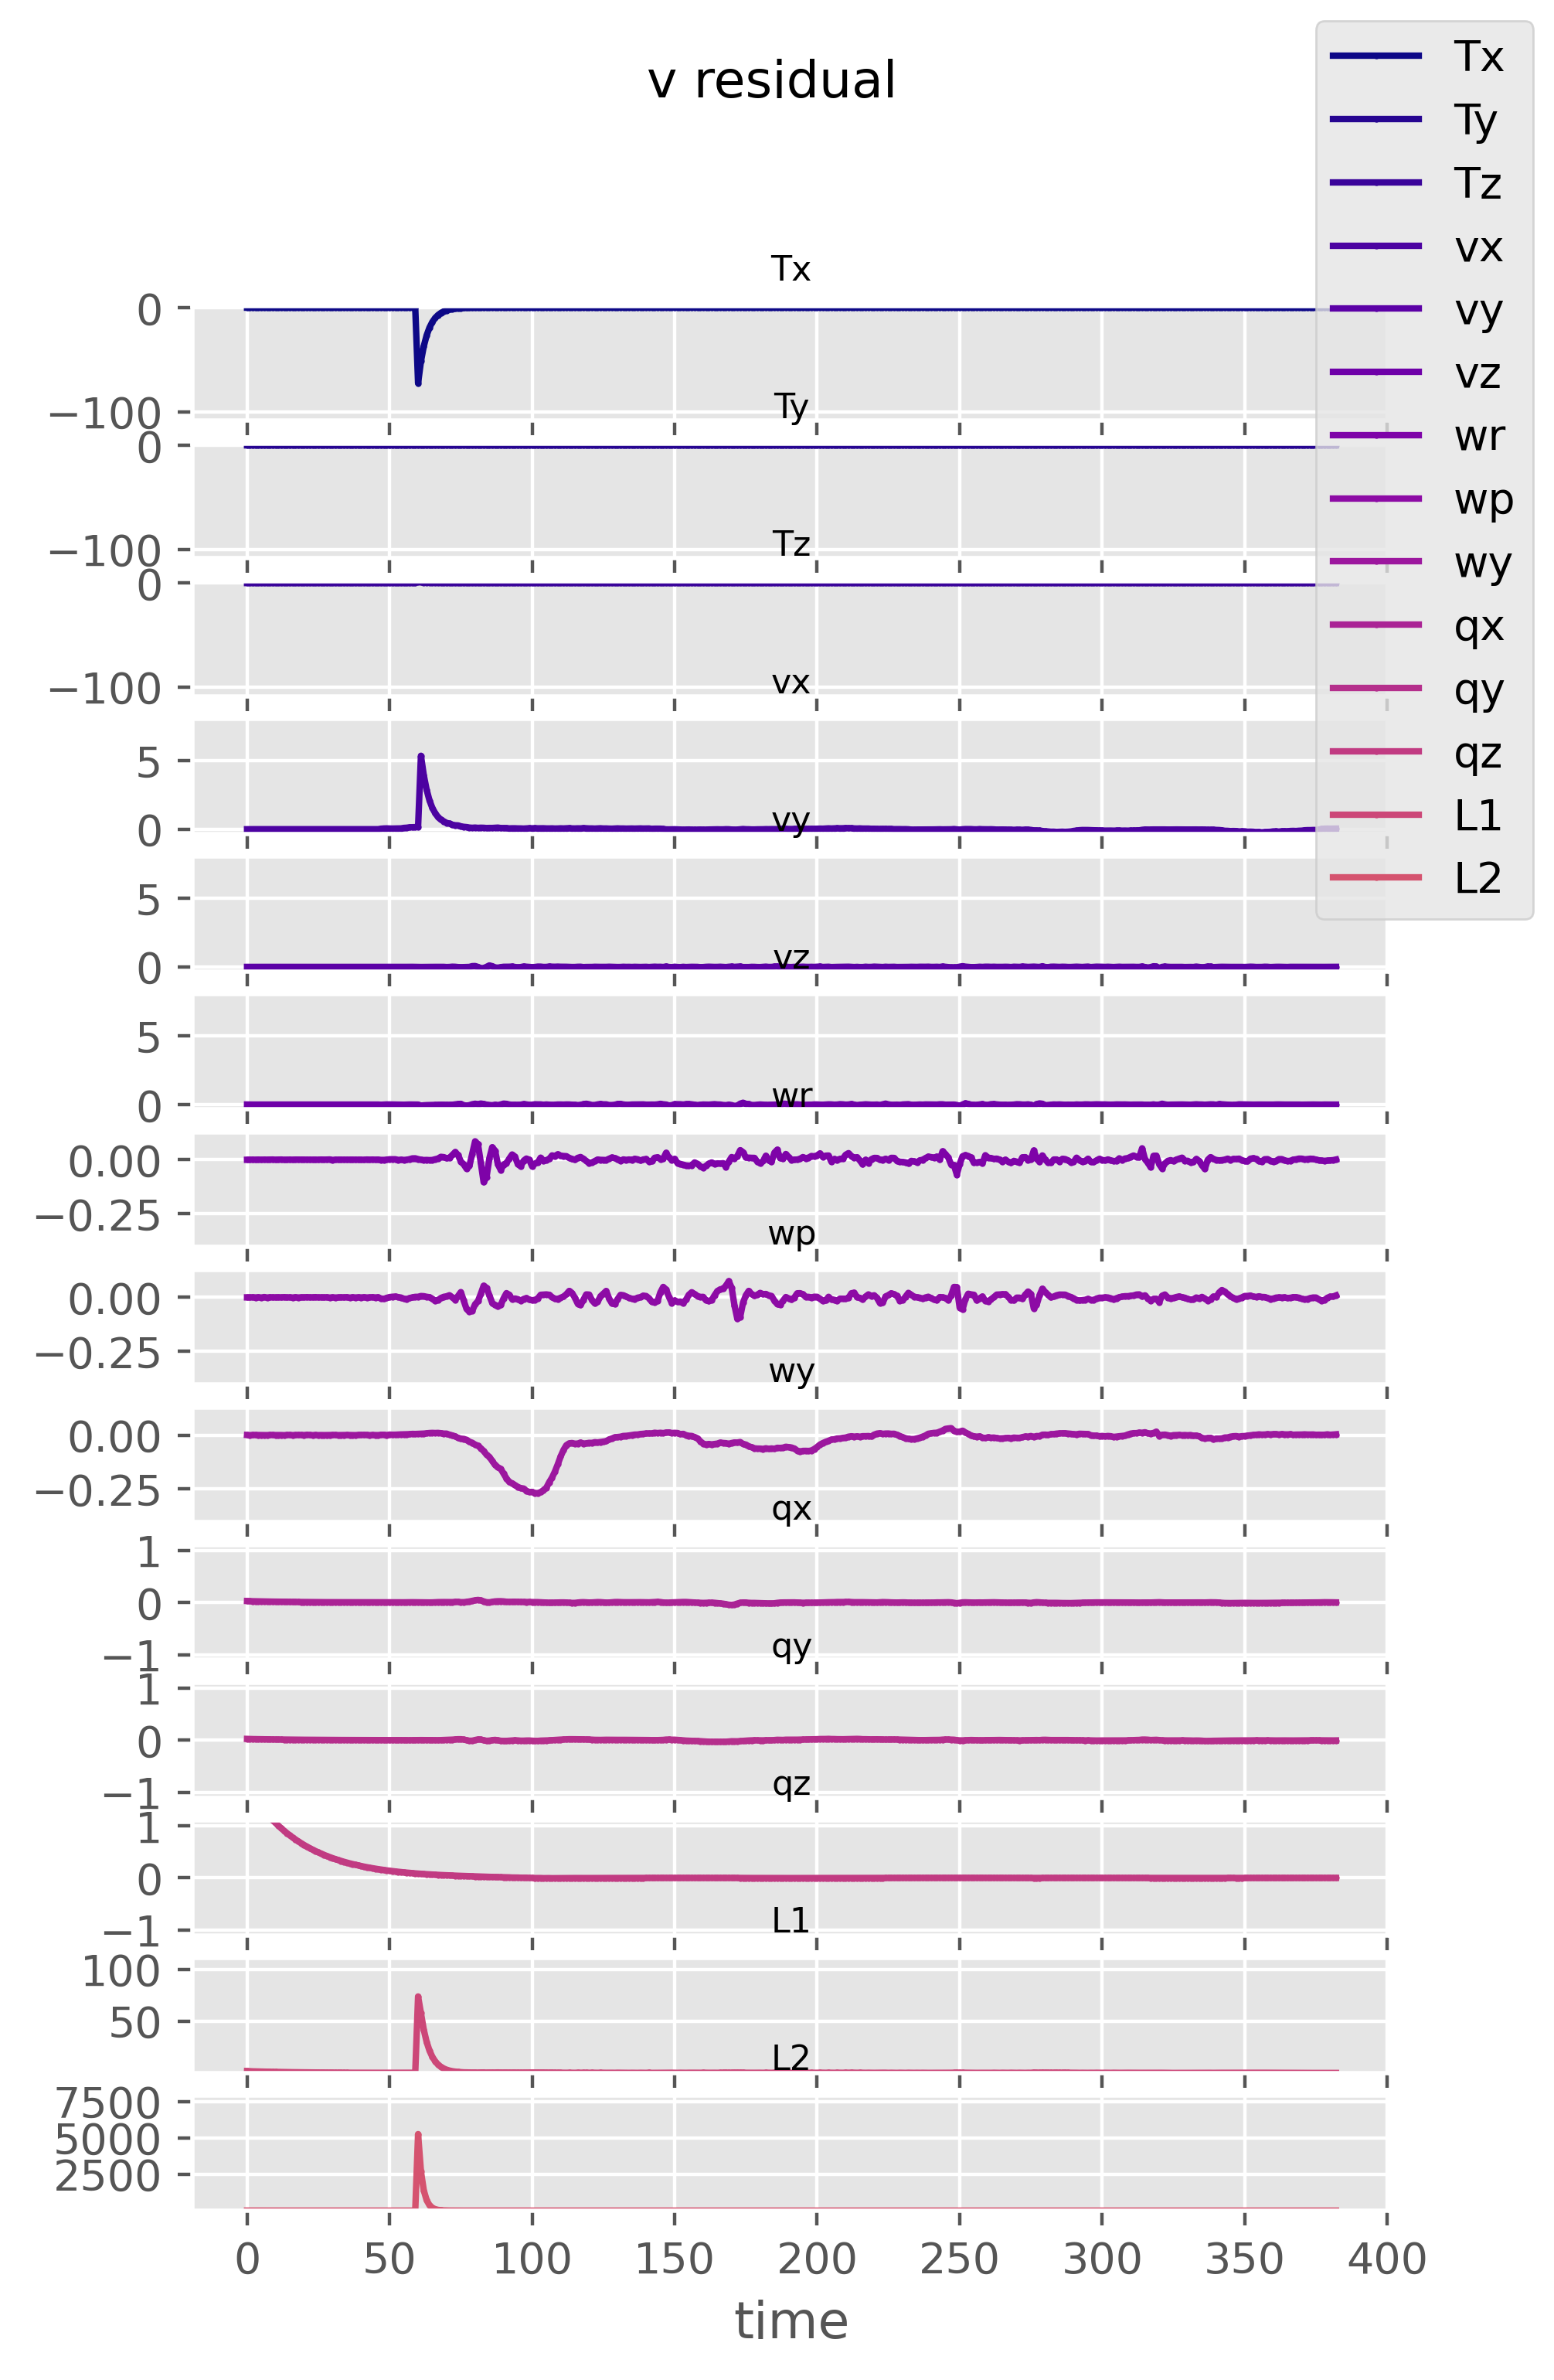 v residual
Tx
Ty
Tz
vx
vy
vz
wr
wp
wy
qx
qy
qz
L1
L2
Tx
0
−100
Ty
0
−100
Tz
0
−100
vx
5
0
vy
5
0
vz
5
0
wr
0.00
−0.25
wp
0.00
−0.25
wy
0.00
−0.25
qx
1
0
−1
qy
1
0
−1
qz
1
0
−1
L1
100
50
L2
7500
5000
2500
0 50 100 150 200 250 300 350 400
time